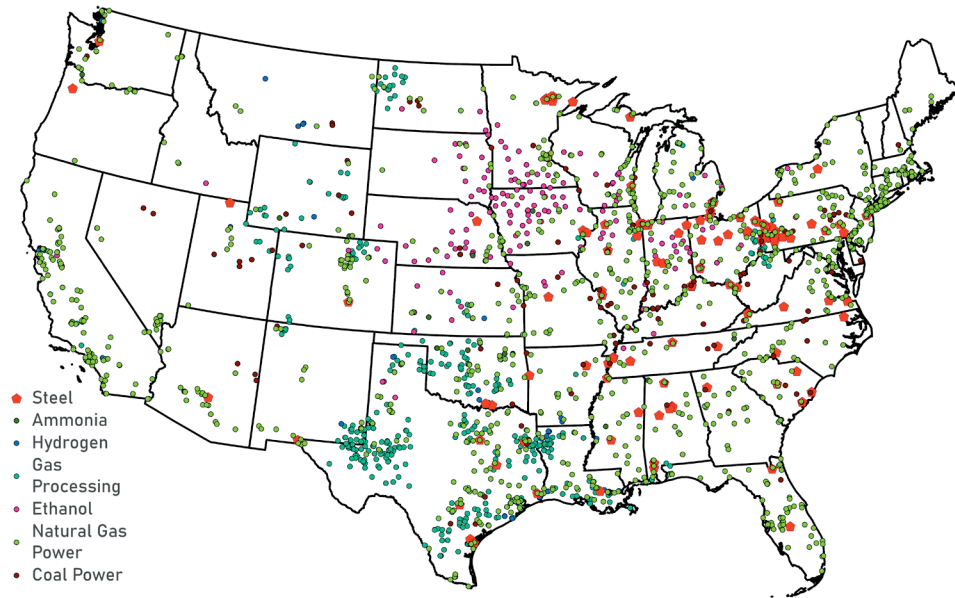 Steel
Ammonia
Hydrogen
Gas
Processing
Ethanol
Natural Gas
Power
Coal Power